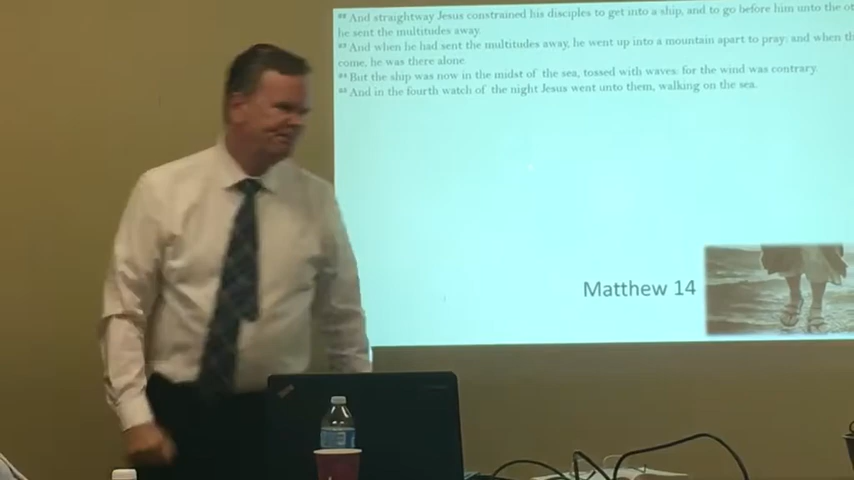 ²² And straightway Jesus constrained his disciples to get into a ship, and to go before him unto the
he sent the multitudes away.
²³ And when he had sent the multitudes away, he went up into a mountain apart to pray: and when
come, he was there alone.
²⁴ But the ship was now in the midst of the sea, tossed with waves: for the wind was contrary.
²⁵ And in the fourth watch of the night Jesus went unto them, walking on the sea.
Matthew 14